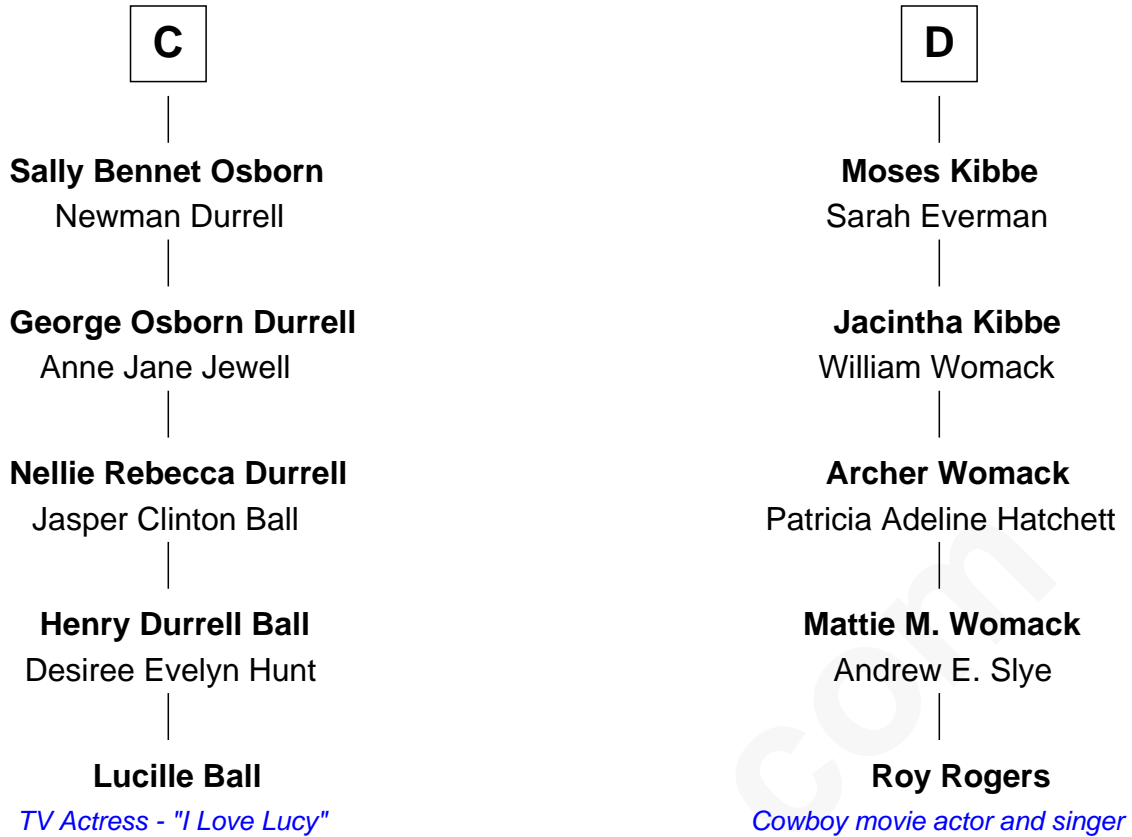 C
Sally Bennet Osborn
Newman Durrell
George Osborn Durrell
Anne Jane Jewell
Nellie Rebecca Durrell
Jasper Clinton Ball
Henry Durrell Ball
Desiree Evelyn Hunt
Lucille Ball
TV Actress - "I Love Lucy"
D
Moses Kibbe
Sarah Everman
Jacintha Kibbe
William Womack
Archer Womack
Patricia Adeline Hatchett
Mattie M. Womack
Andrew E. Slye
Roy Rogers
Cowboy movie actor and singer
com